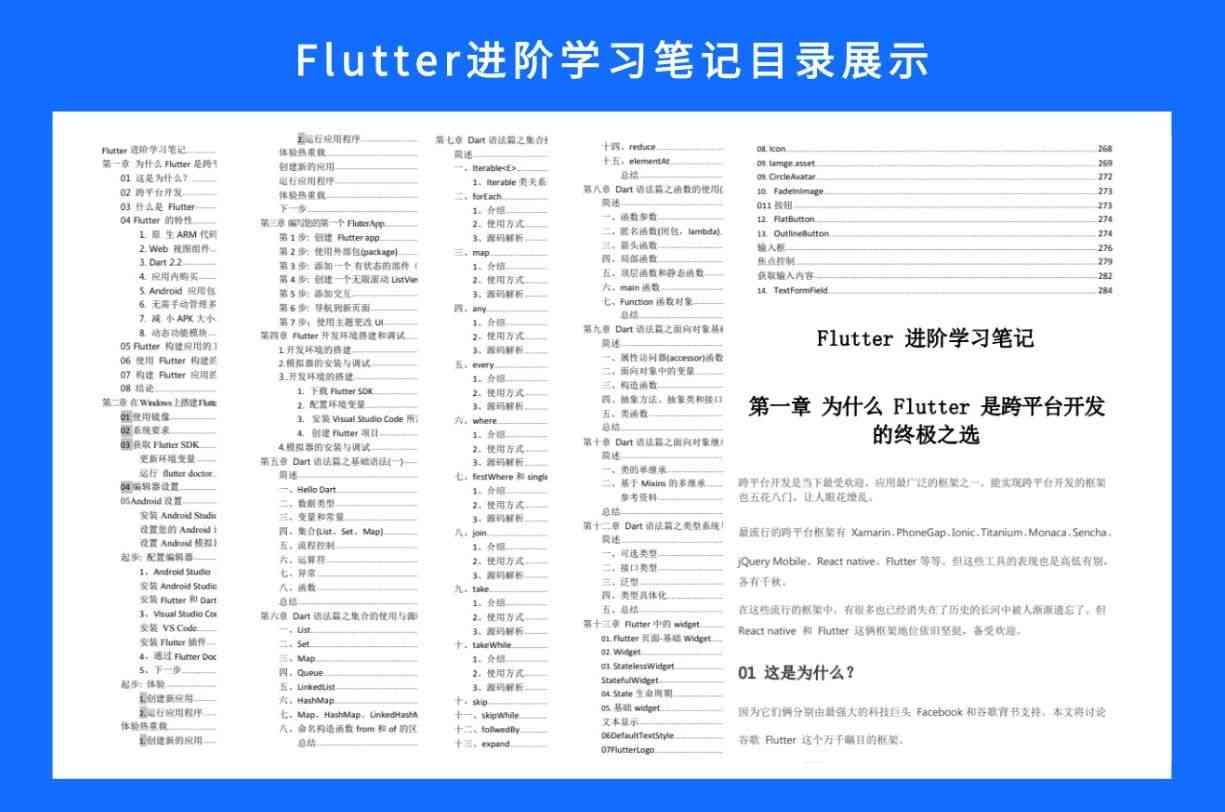 Flutter进阶学习笔记目录展示
Flutter 进阶学习笔记
第一章 为什么 Flutter 是跨
01 这是为什么？
02 跨平台开发
03 什么是 Flutter
04 Flutter 的特性
1. 原 生 ARM 代码
2. Web 视图组件
3. Dart 2.2
4. 应用内购买
5. Android 应用包
6. 无需手动管理多
7. 减 小 APK 大小
8. 动态功能模块
05 Flutter 构建应用的
06 使用 Flutter 构建的
07 构建 Flutter 应用的
08 结论
第二章 在Windows上搭建Flutte
01使用镜像
02系统要求
03获取 Flutter SDK
更新环境变量
运行 flutter doctor
04编辑器设置
05Android 设置
安装 Android Studi
设置您的 Android
设置 Android 模拟
起步: 配置编辑器
1、Android Studio
安装 Android Studi
安装 Flutter 和 Dart
3、Visual Studio Co
安装 VS Code
安装 Flutter 插件
4、通过 Flutter Doc
5、下一步
起步: 体验
1.创建新应用
2.运行应用程序
体验热重载
1.创建新的应用
2.运行应用程序
体验热重载
创建新的应用
运行应用程序
体验热重载
下一步
第三章 编写您的第一个 FlutterApp
第 1 步: 创建 Flutter app
第 2 步: 使用外部包(package)
第 3 步: 添加一个 有状态的部件（
第 4 步: 创建一个无限滚动 ListVie
第 5 步: 添加交互
第 6 步: 导航到新页面
第 7 步：使用主题更改 UI
第四章 Flutter 开发环境搭建和调试
1.开发环境的搭建
2.模拟器的安装与调试
3.开发环境的搭建
1. 下载 Flutter SDK
2. 配置环境变量
3. 安装 Visual Studio Code 所
4. 创建 Flutter 项目
4.模拟器的安装与调试
第五章 Dart 语法篇之基础语法(一)
简述
一、Hello Dart
二、数据类型
三、变量和常量
四、集合(List、Set、Map)
五、流程控制
六、运算符
七、异常
八、函数
总结
第六章 Dart 语法篇之集合的使用与源
一、List
二、Set
三、Map
四、Queue
五、LinkedList
六、HashMap
七、Map、HashMap、LinkedHash
八、命名构造函数 from 和 of 的区
总结
第七章 Dart 语法篇之集合
简述
一、Iterable<E>
1、Iterable 类关系
二、forEach
1、介绍
2、使用方式
3、源码解析
三、map
1、介绍
2、使用方式
3、源码解析
四、any
1、介绍
2、使用方式
3、源码解析
五、every
1、介绍
2、使用方式
3、源码解析
六、where
1、介绍
2、使用方式
3、源码解析
七、firstWhere 和 single
1、介绍
2、使用方式
3、源码解析
八、join
1、介绍
2、使用方式
3、源码解析
九、take
1、介绍
2、使用方式
3、源码解析
十、takeWhile
1、介绍
2、使用方式
3、源码解析
十、skip
十一、skipWhile
十二、follwedBy
十三、expand
十四、reduce
十五、elementAt
总结
第八章 Dart 语法篇之函数的使用(
简述
一、函数参数
二、匿名函数(闭包，lambda)
三、箭头函数
四、局部函数
五、顶层函数和静态函数
六、main 函数
七、Function 函数对象
总结
第九章 Dart 语法篇之面向对象基
简述
一、属性访问器(accessor)函数
二、面向对象中的变量
三、构造函数
四、抽象方法、抽象类和接口
五、类函数
总结
第十章 Dart 语法篇之面向对象继
简述
一、类的单继承
二、基于 Mixins 的多继承
参考资料
总结
第十二章 Dart 语法篇之类型系统
简述
一、可选类型
二、接口类型
三、泛型
四、类型具体化
五、总结
第十三章 Flutter 中的 widget
01. Flutter 页面-基础 Widget
02. Widget
03. StatelessWidget
StatefulWidget
04. State 生命周期
05. 基础 widget
文本显示
06DefaultTextStyle
07FlutterLogo
08. Icon 268
09. Iamge.asset 269
09. CircleAvatar 272
10. FadeInImage 273
011 按钮 273
12. FlatButton 274
13. OutlineButton 274
输入框 276
焦点控制 279
获取输入内容 282
14. TextFormField 284
Flutter 进阶学习笔记
第一章 为什么 Flutter 是跨平台开发
的终极之选
跨平台开发是当下最受欢迎、应用最广泛的框架之一。能实现跨平台开发的框架
也五花八门，让人眼花缭乱。
最流行的跨平台框架有 Xamarin、PhoneGap、Ionic、Titanium、Monaca、Sencha、
jQuery Mobile、React native、Flutter 等等。但这些工具的表现也是高低有别，
各有千秋。
在这些流行的框架中，有很多也已经消失在了历史的长河中被人渐渐遗忘了。但
React native 和 Flutter 这俩框架地位依旧坚挺，备受欢迎。
01 这是为什么？
因为它们俩分别由最强大的科技巨头 Facebook 和谷歌背书支持。本文将讨论
谷歌 Flutter 这个万千瞩目的框架。